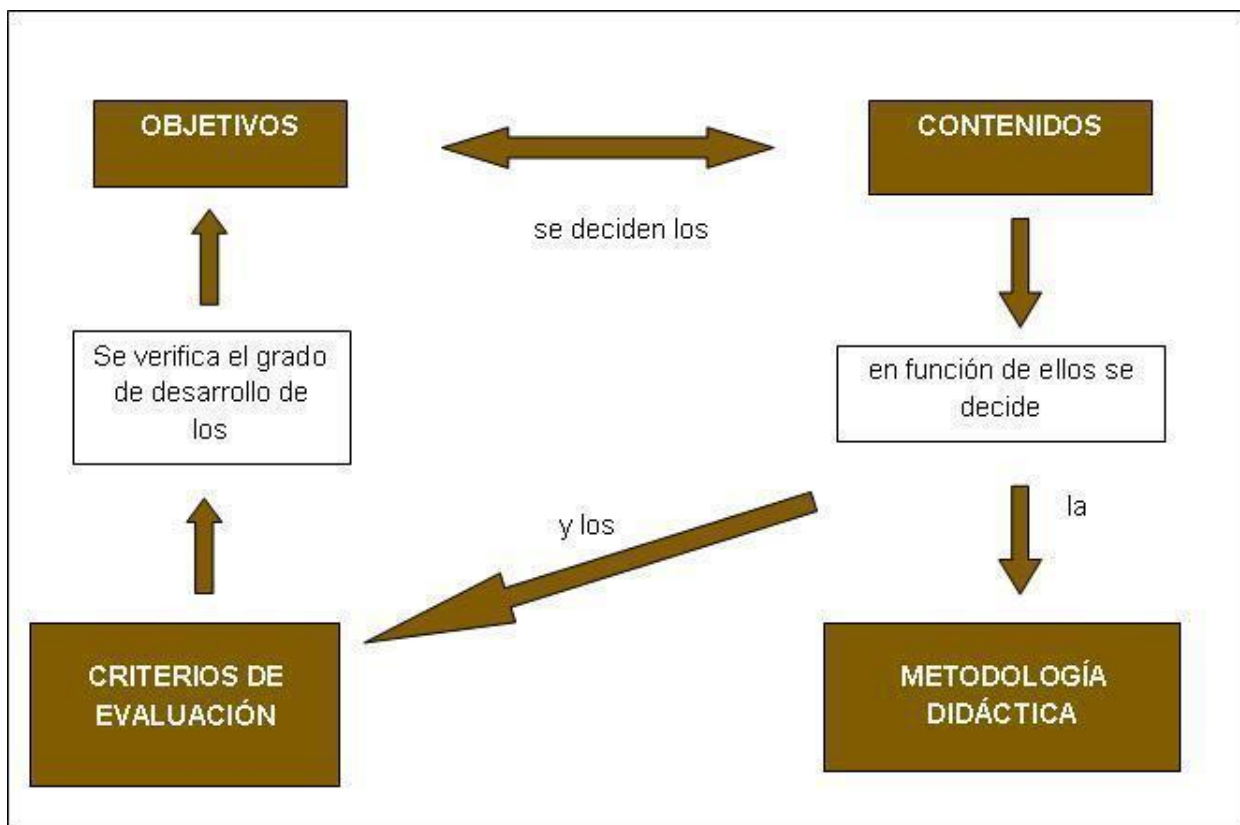 OBJETIVOS
CONTENIDOS
se deciden los
Se verifica el grado
de desarrollo de
los
en función de ellos se
decide
la
y los
CRITERIOS DE
EVALUACIÓN
METODOLOGÍA
DIDÁCTICA